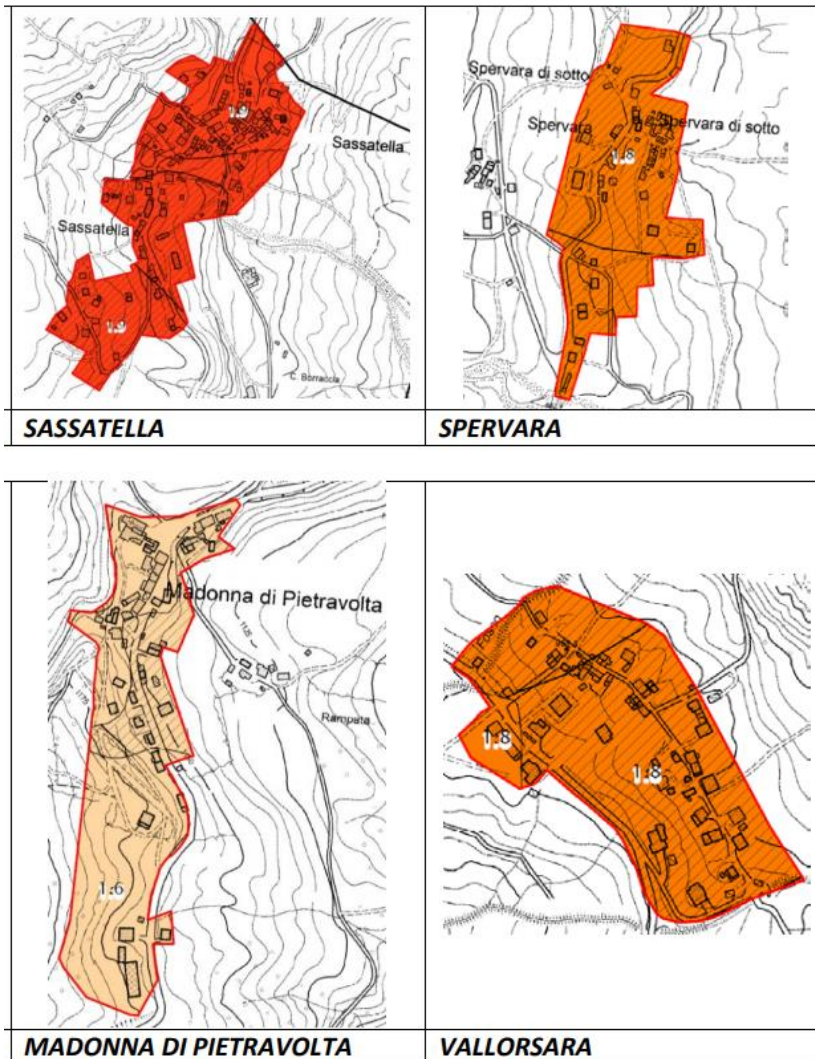 1.9
Sassatella
Sassatella
1.9
C. Borraccia
SASSATELLA
Spervara di sotto
Spervara
Spervara di sotto
1.8
SPERVARA
Madonna di Pietravolta
1125
Rampata
1.6
MADONNA DI PIETRAVOLTA
1.8
1.8
VALLORSARA